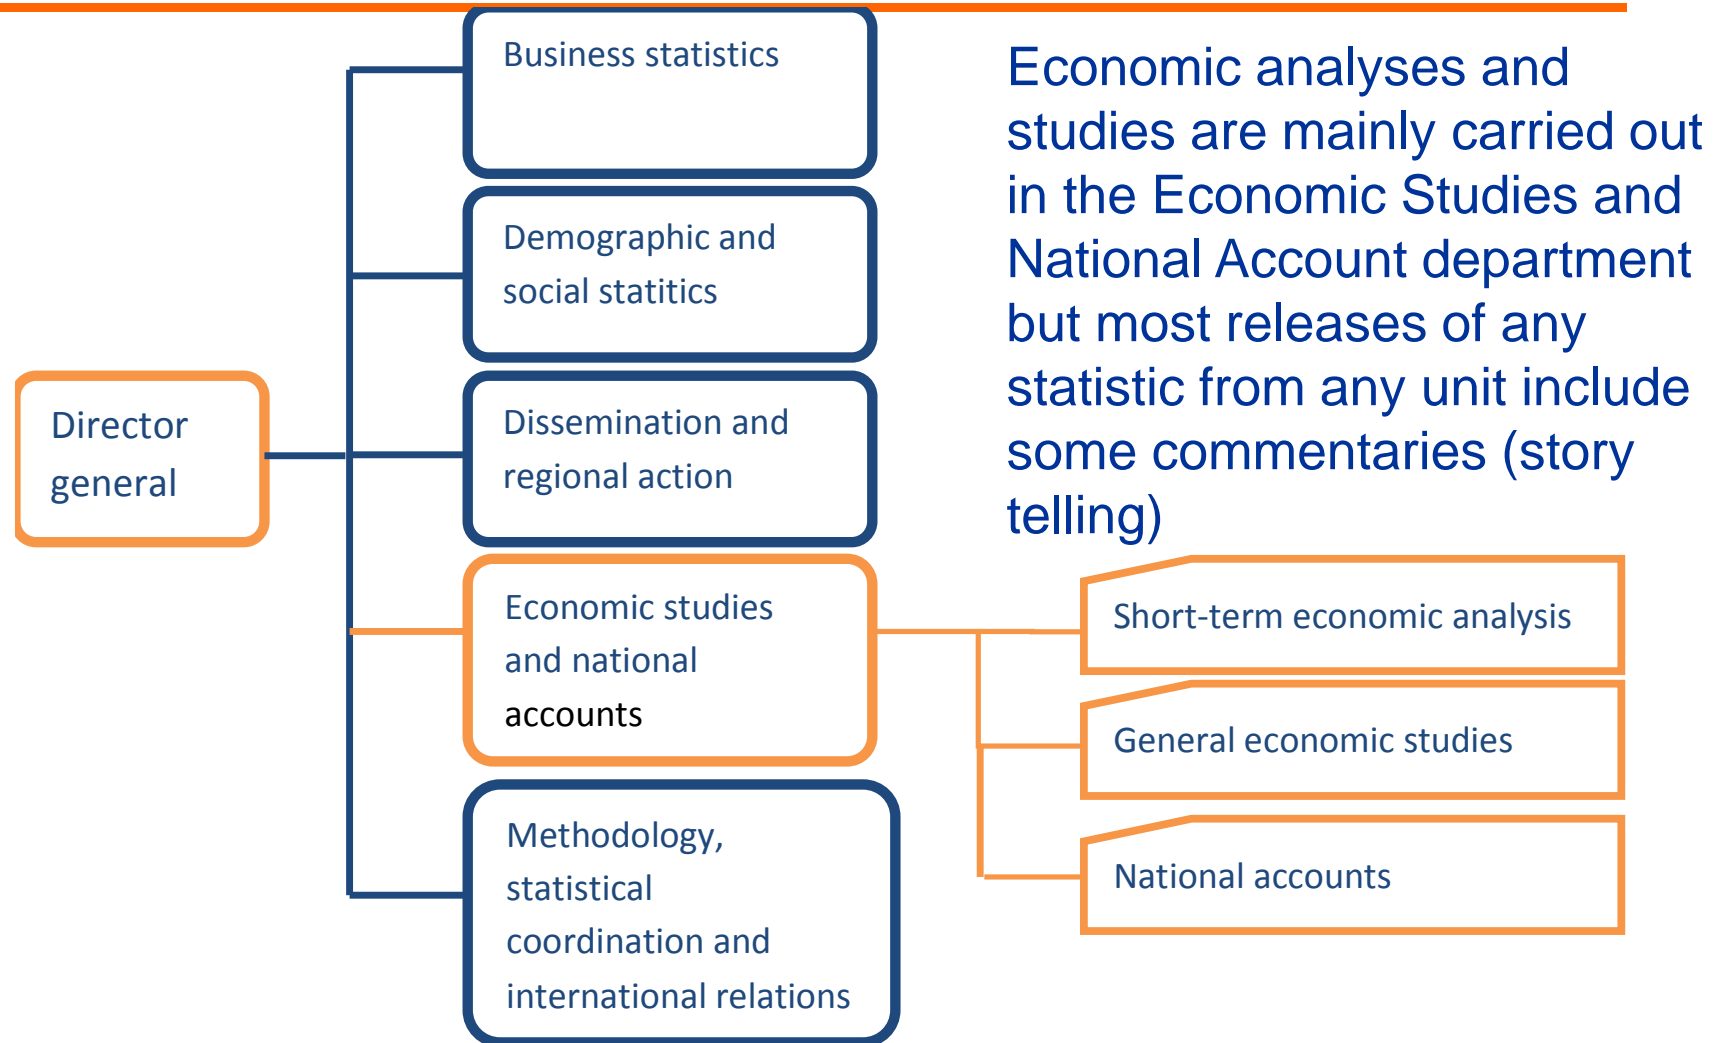 Business statistics
Economic analyses and
studies are mainly carried out
in the Economic Studies and
National Account department
but most releases of any
statistic from any unit include
some commentaries (story
telling)
Demographic and
social statitics
Director
general
Dissemination and
regional action
Economic studies
and national
accounts
Short-term economic analysis
General economic studies
National accounts
Methodology,
statistical
coordination and
international relations